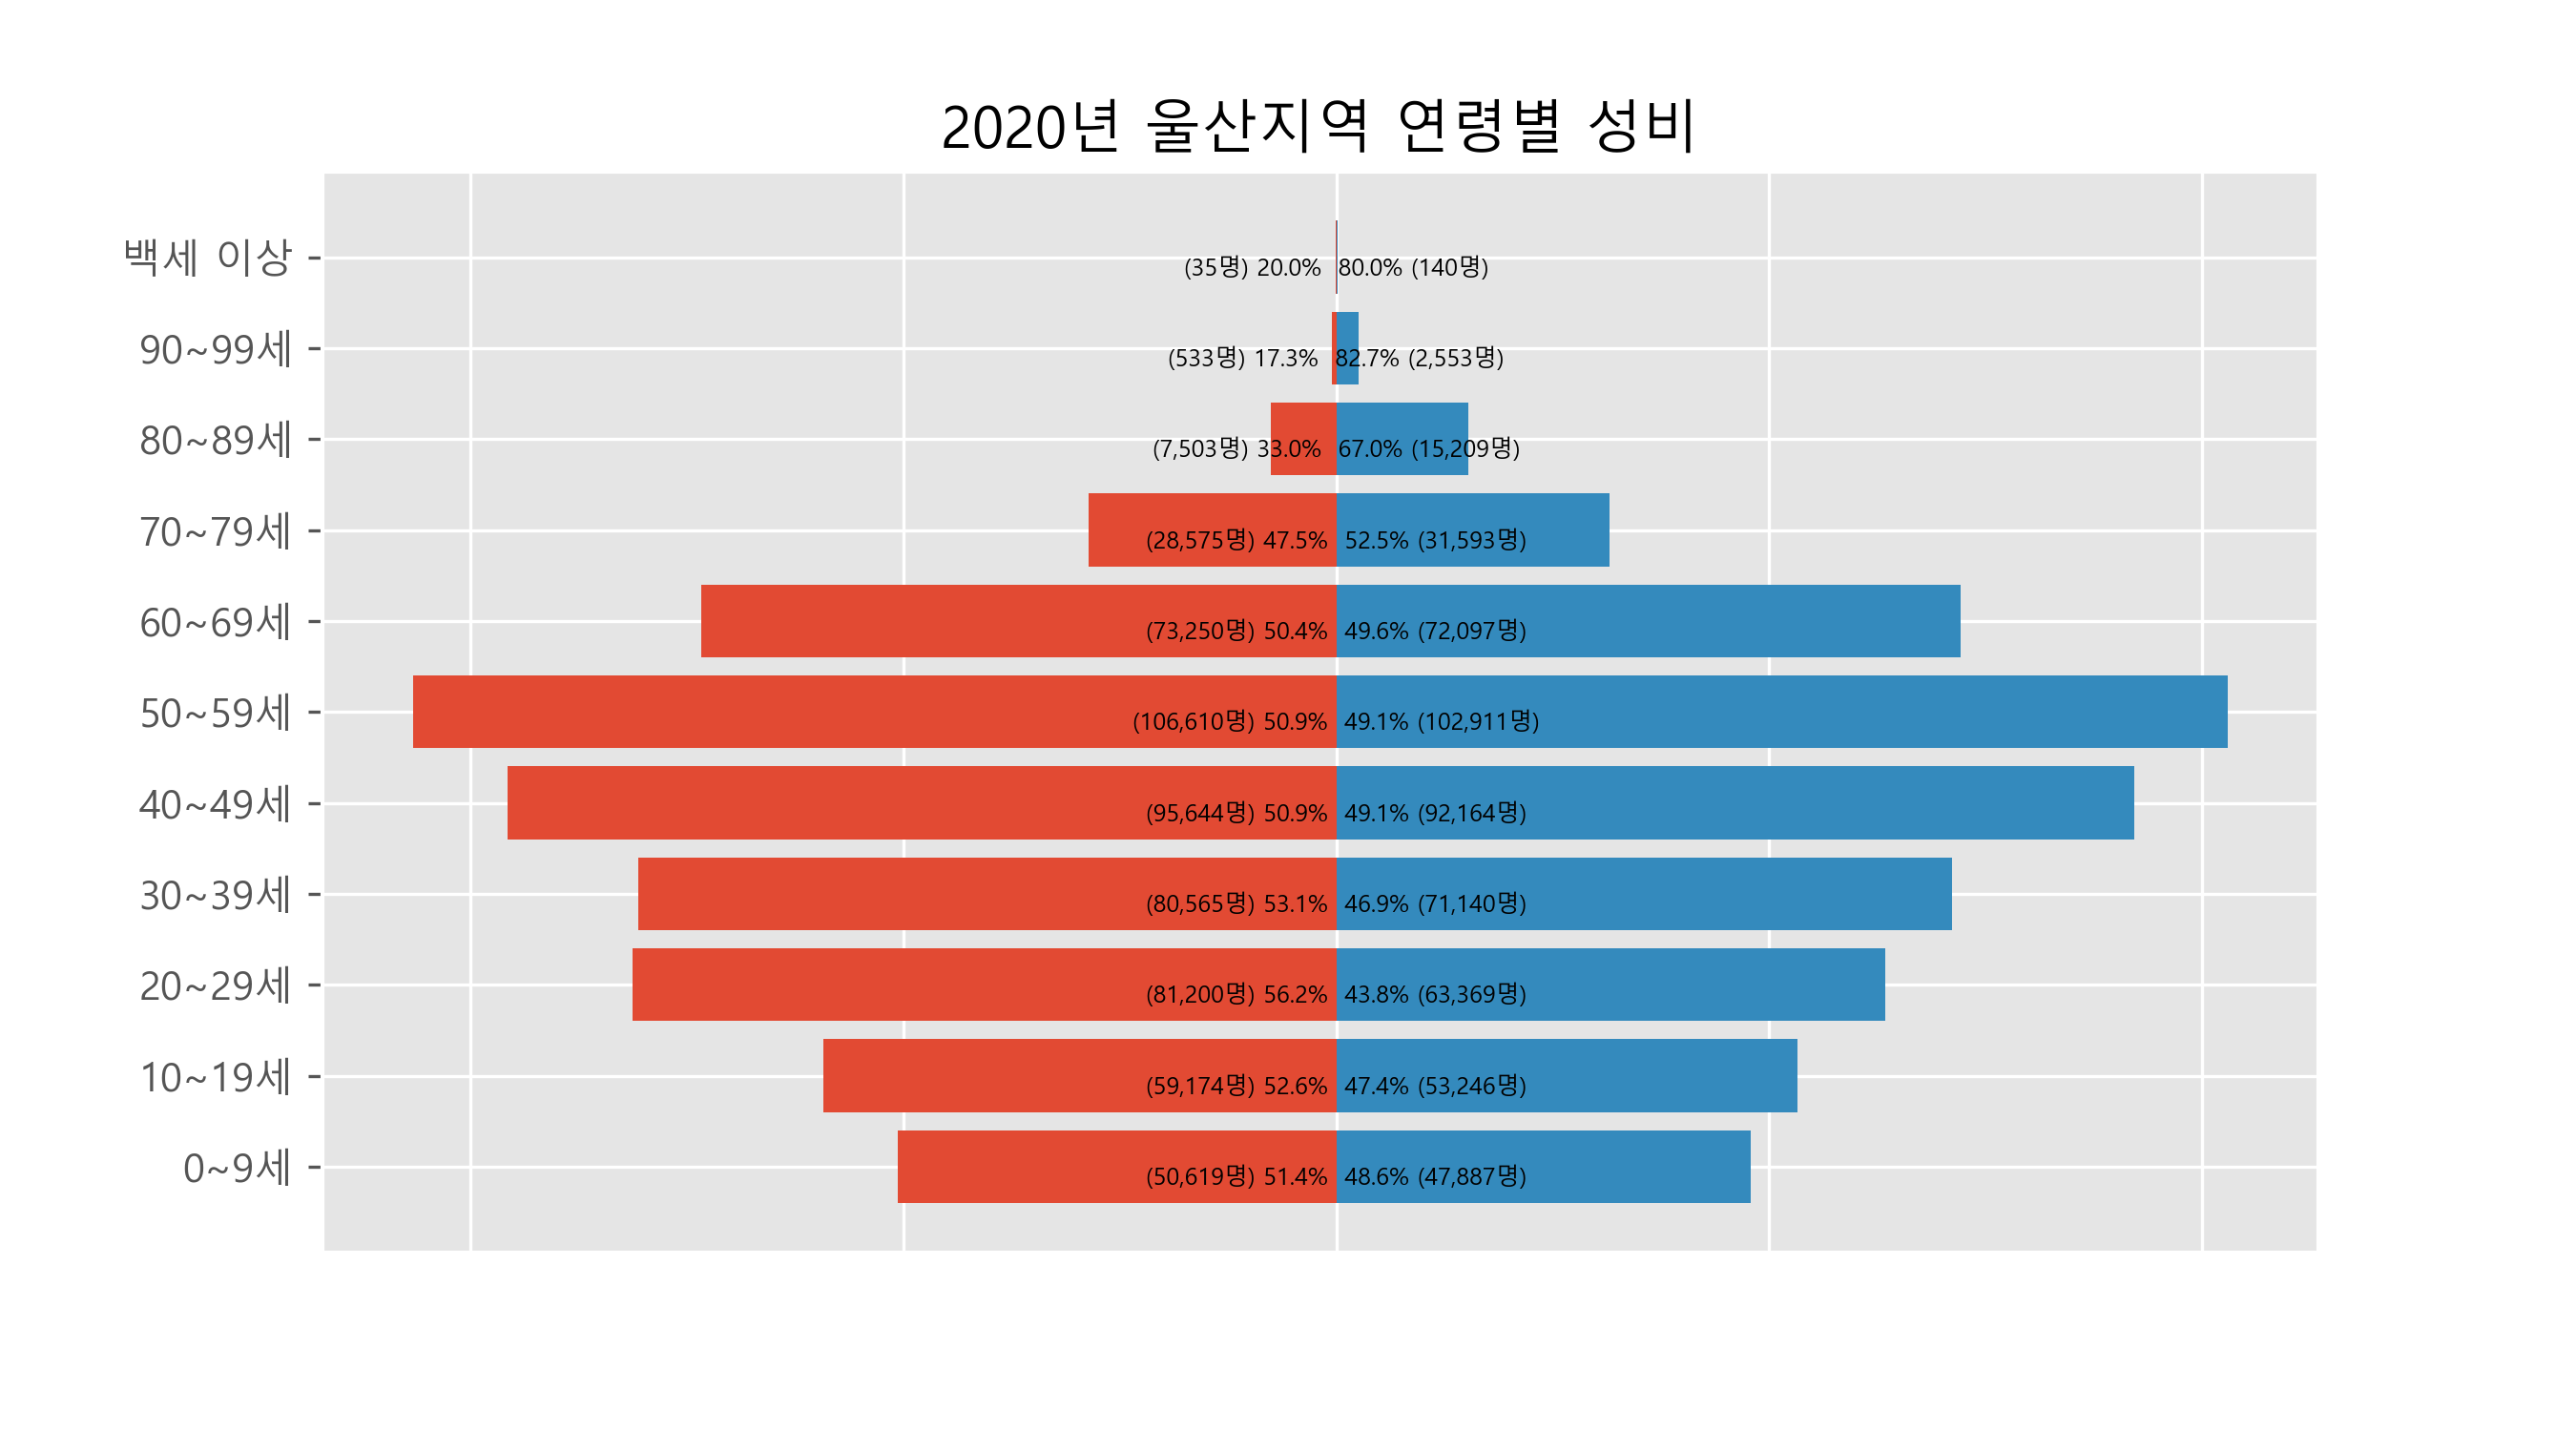 2020년 울산지역 연령별 성비
백세 이상 (35명) 20.0% 80.0% (140명)
90~99세 (533명) 17.3% 82.7% (2,553명)
80~89세 (7,503명) 33.0% 67.0% (15,209명)
70~79세 (28,575명) 47.5% 52.5% (31,593명)
60~69세 (73,250명) 50.4% 49.6% (72,097명)
50~59세 (106,610명) 50.9% 49.1% (102,911명)
40~49세 (95,644명) 50.9% 49.1% (92,164명)
30~39세 (80,565명) 53.1% 46.9% (71,140명)
20~29세 (81,200명) 56.2% 43.8% (63,369명)
10~19세 (59,174명) 52.6% 47.4% (53,246명)
0~9세 (50,619명) 51.4% 48.6% (47,887명)